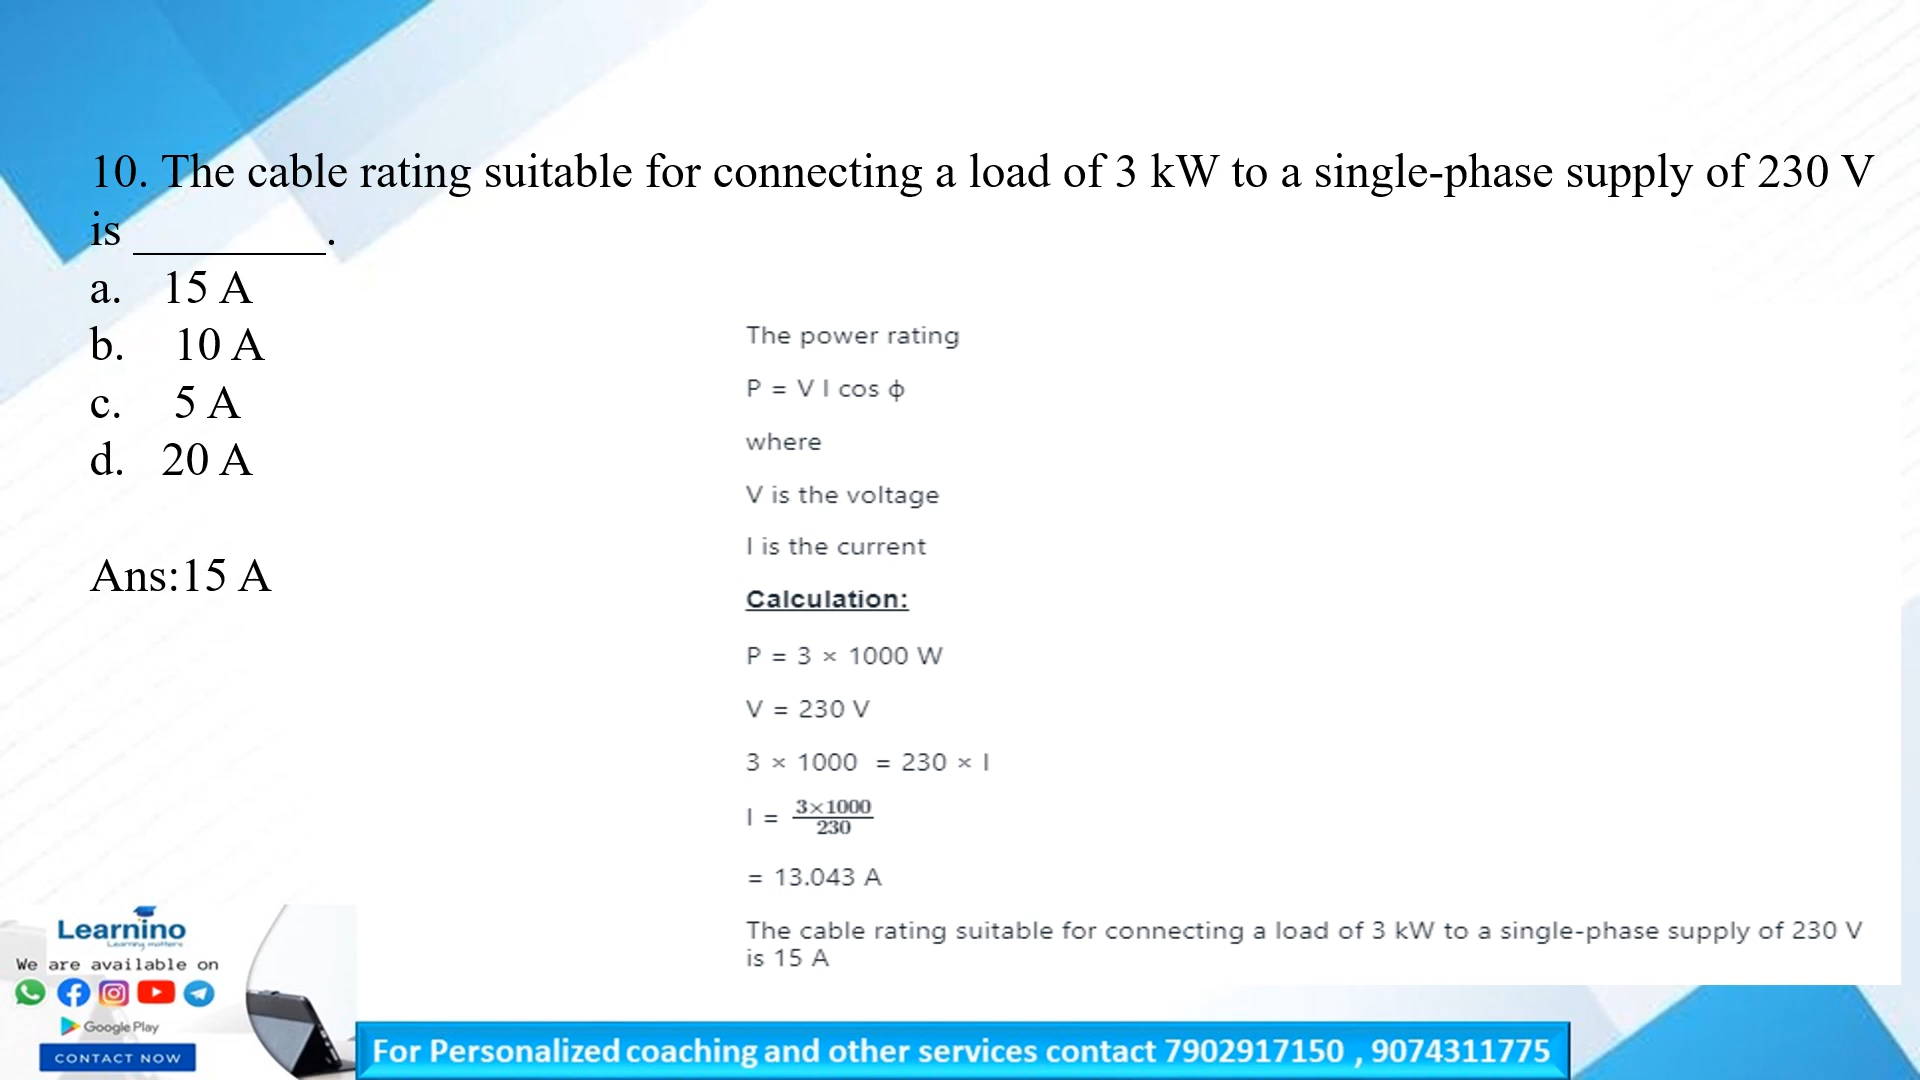 10. The cable rating suitable for connecting a load of 3 kW to a single-phase supply of 230 V
is ________.
a. 15 A
b. 10 A
c. 5 A
d. 20 A
Ans:15 A
The power rating
P = V I cos ϕ
where
V is the voltage
I is the current
Calculation:
P = 3 × 1000 W
V = 230 V
3 × 1000 = 230 × I
I = 3×1000
230
= 13.043 A
The cable rating suitable for connecting a load of 3 kW to a single-phase supply of 230 V
is 15 A
Learnino
Learning matters
We are available on
Google Play
CONTACT NOW
For Personalized coaching and other services contact 7902917150 , 9074311775